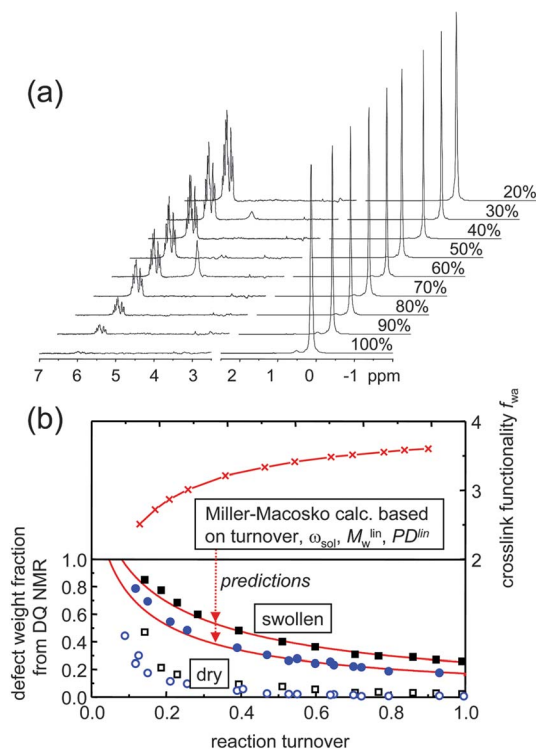 (a)
20%
30%
40%
50%
60%
70%
80%
90%
100%
7 6 5 4 3 2 1 0 -1 ppm
(b)
4
3
2
crosslink functionality f_wa
Miller-Macosko calc. based
on turnover, ω_sol, M_w^lin, PD^lin
predictions
swollen
dry
defect weight fraction
from DQ NMR
1.0
0.8
0.6
0.4
0.2
0.0
0.0 0.2 0.4 0.6 0.8 1.0
reaction turnover